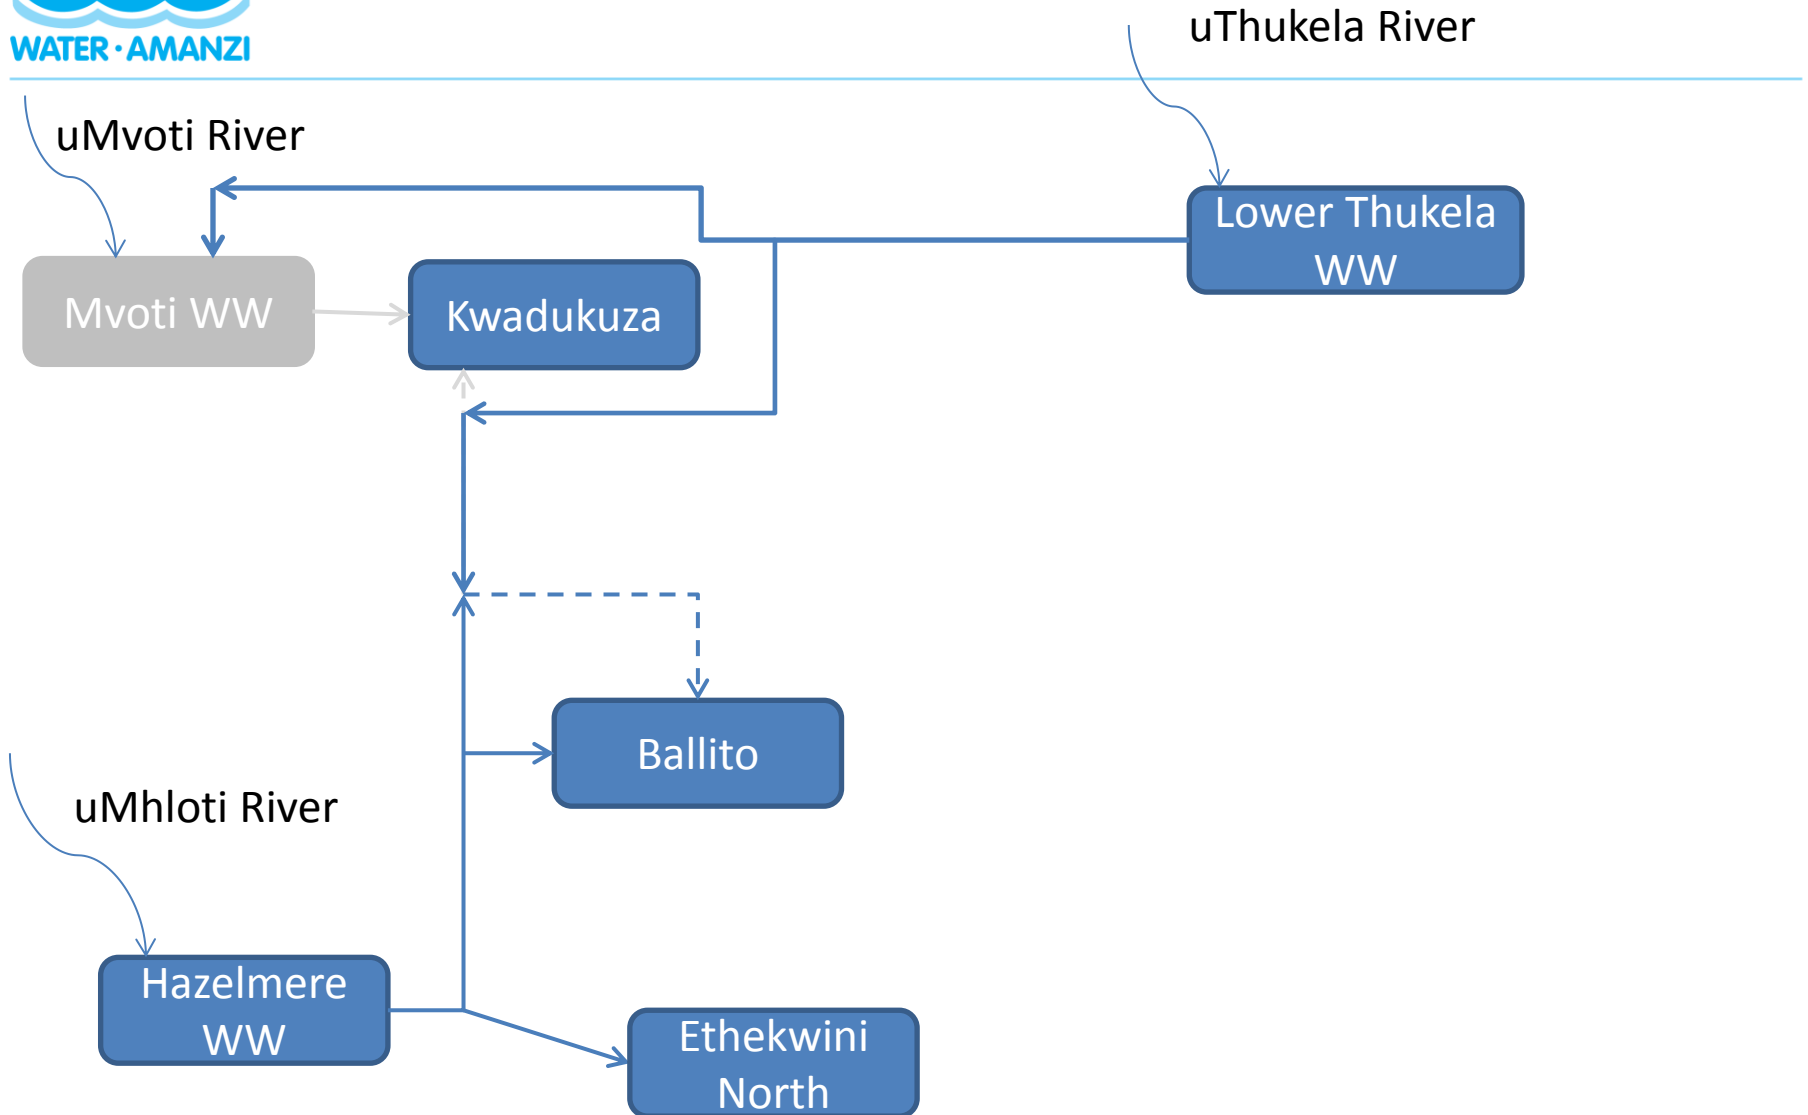 WATER · AMANZI
uThukela River
uMvoti River
Lower Thukela
WW
Mvoti WW
Kwadukuza
Ballito
uMhloti River
Hazelmere
WW
Ethekwini
North